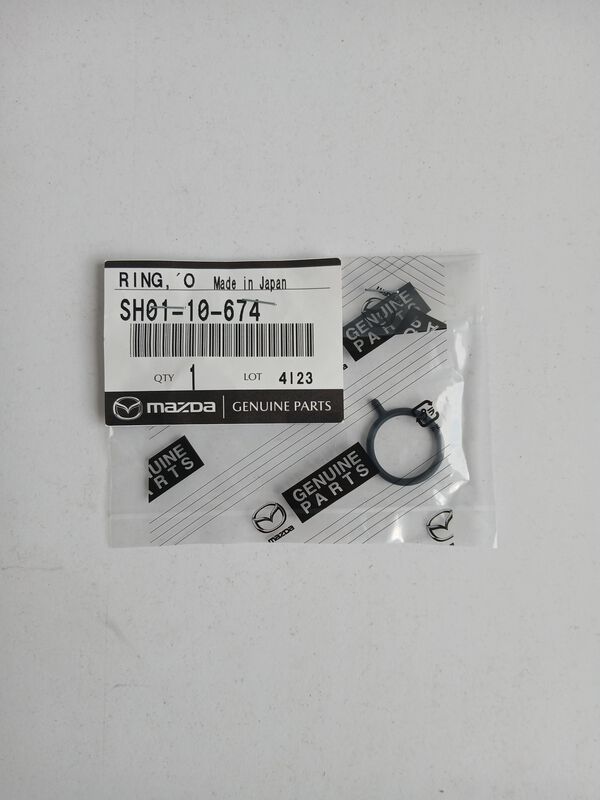 RING,´O Made in Japan
SH01-10-674
QTY 1 LOT 4I23
mazda GENUINE PARTS
GENUINE
PARTS
GENUINE
PARTS
GENUINE
PARTS
mazda